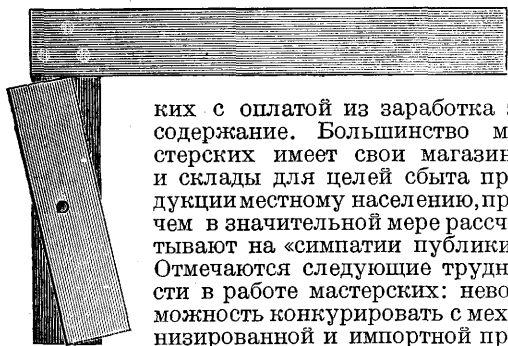 ких с оплатой из заработка з
содержание. Большинство м
стерских имеет свои магазин
и склады для целей сбыта пр
дукции местному населению, пр
чем в значительной мере рассч
тывают на «симпатии публики
Отмечаются следующие трудн
сти в работе мастерских: нево
можность конкурировать с мех
низированной и импортной пр